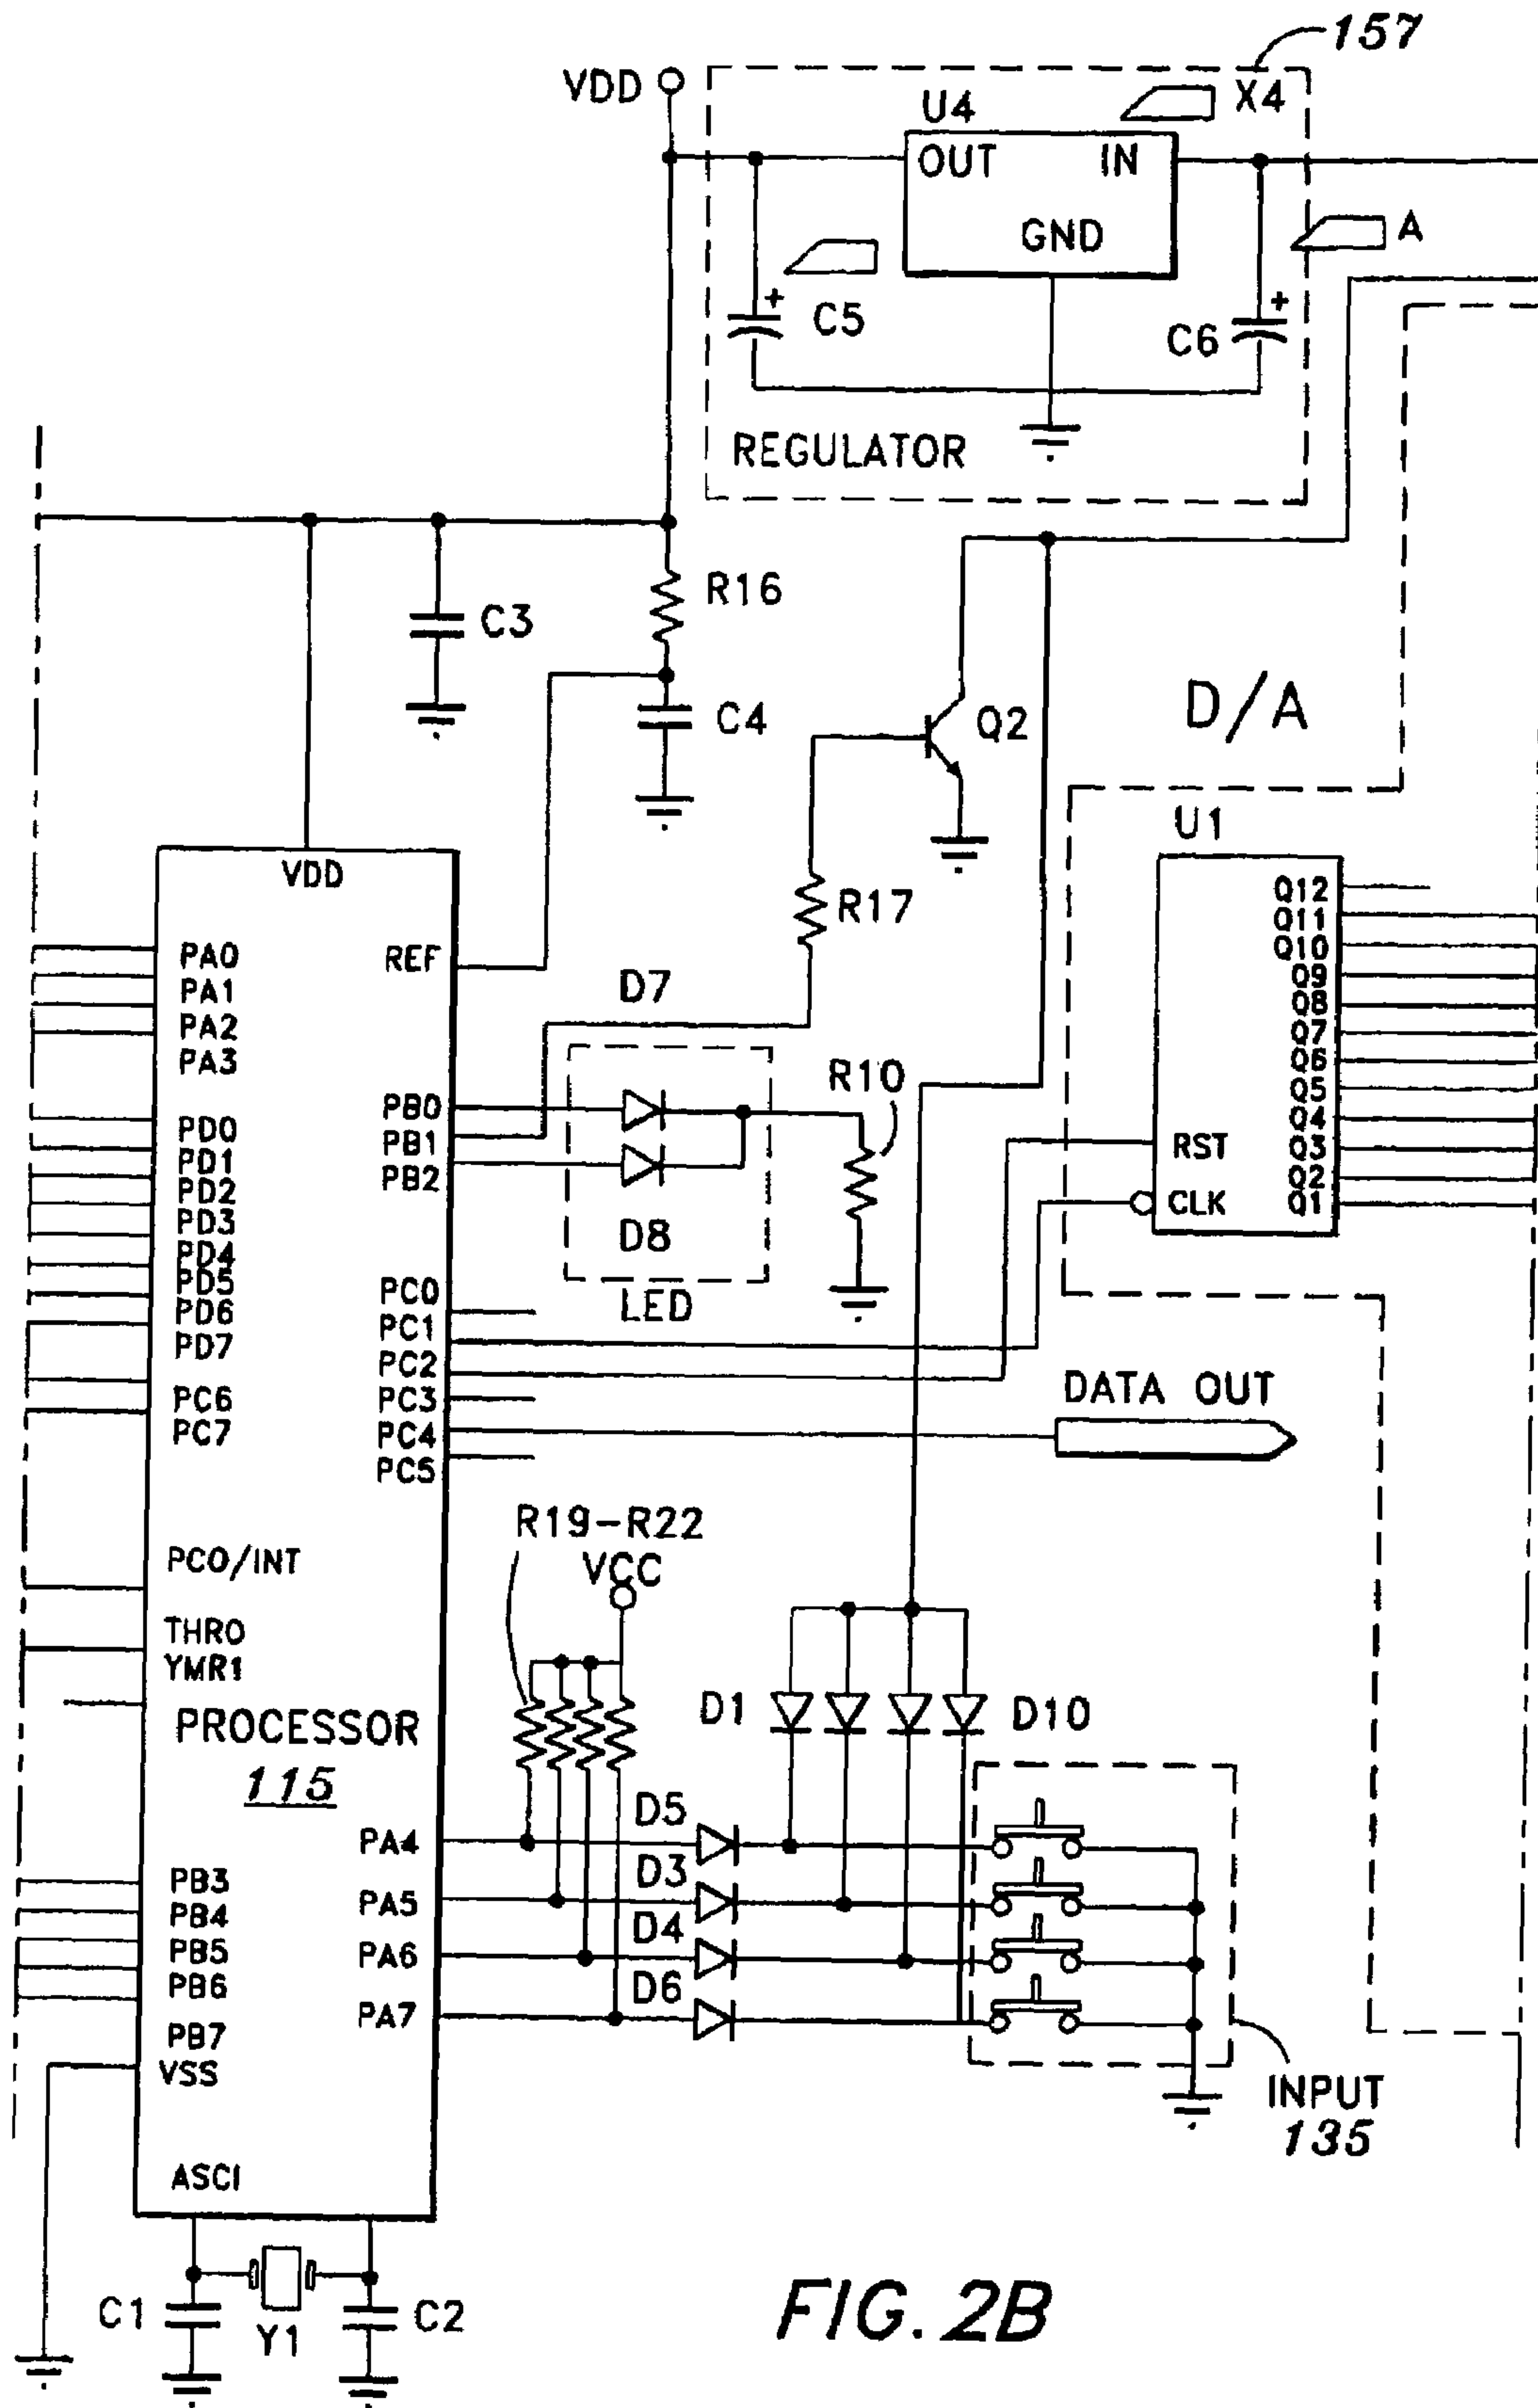 157
VDD
U4
X4
OUT
IN
GND
A
C5
C6
REGULATOR
R16
C3
C4
Q2
D/A
U1
VDD
R17
Q12
Q11
Q10
Q9
Q8
Q7
Q6
Q5
Q4
Q3
Q2
Q1
RST
CLK
PA0
PA1
PA2
PA3
REF
D7
R10
PB0
PB1
PB2
PD0
PD1
PD2
PD3
PD4
PD5
PD6
PD7
D8
LED
PC0
PC1
PC2
PC3
PC4
PC5
PC6
PC7
DATA OUT
R19-R22
VCC
PC0/INT
THRO
YMR1
PROCESSOR
115
D1
D10
D5
PA4
D3
PA5
D4
PA6
D6
PA7
PB3
PB4
PB5
PB6
PB7
VSS
INPUT
135
ASCI
C1
Y1
C2
FIG. 2B